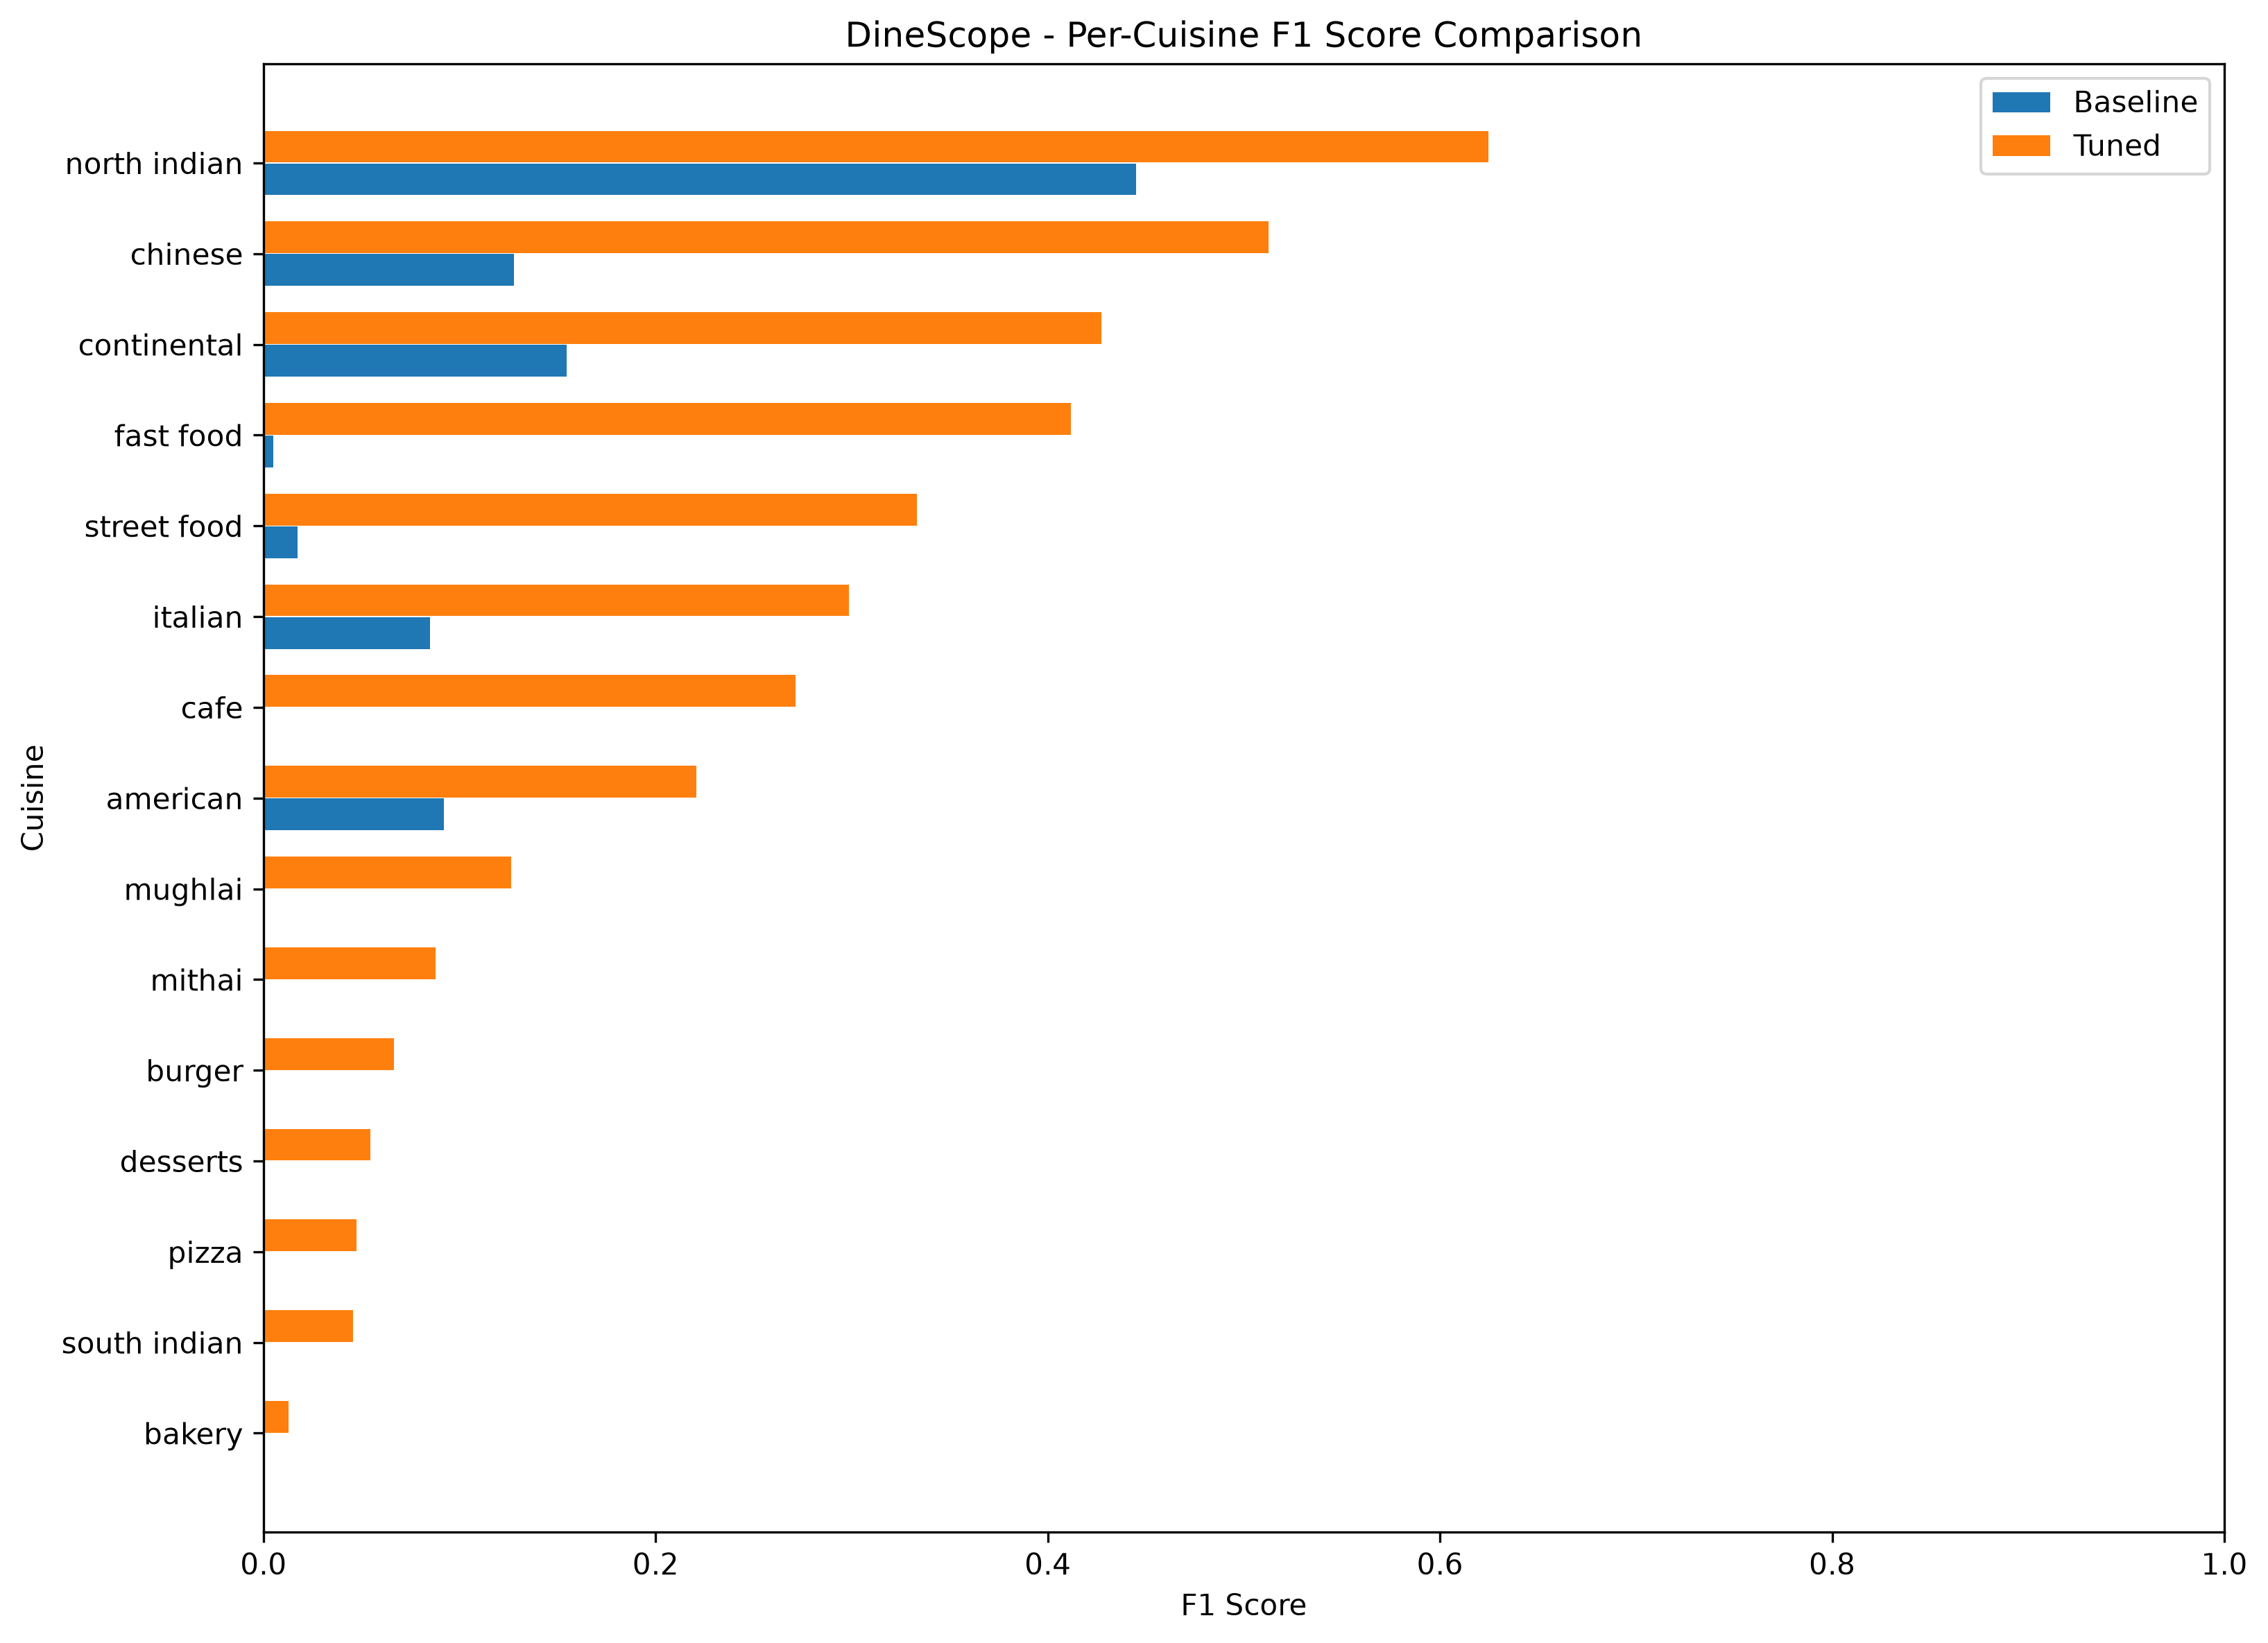 DineScope - Per-Cuisine F1 Score Comparison
Baseline
Tuned
north indian
chinese
continental
fast food
street food
italian
cafe
american
mughlai
mithai
burger
desserts
pizza
south indian
bakery
Cuisine
0.0 0.2 0.4 0.6 0.8 1.0
F1 Score